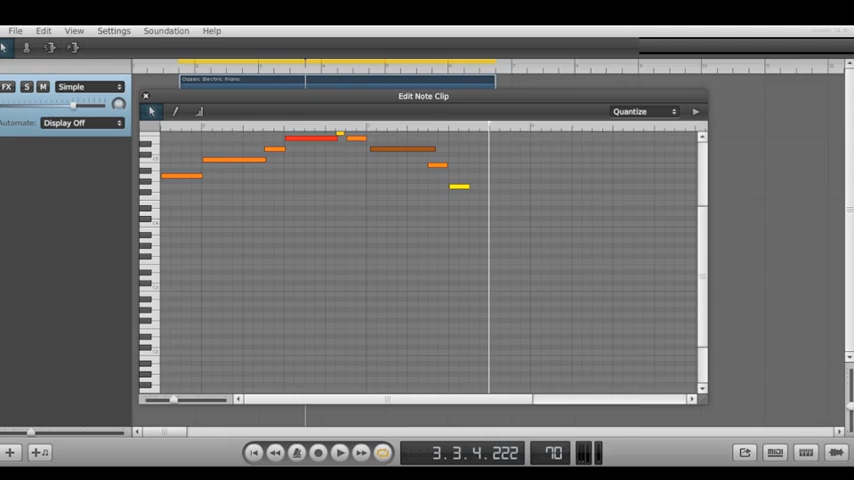 File Edit View Settings Soundation Help
FX S M Simple
Classic Electric Piano
Automate: Display Off
Edit Note Clip
Quantize
3. 3. 4. 222 70